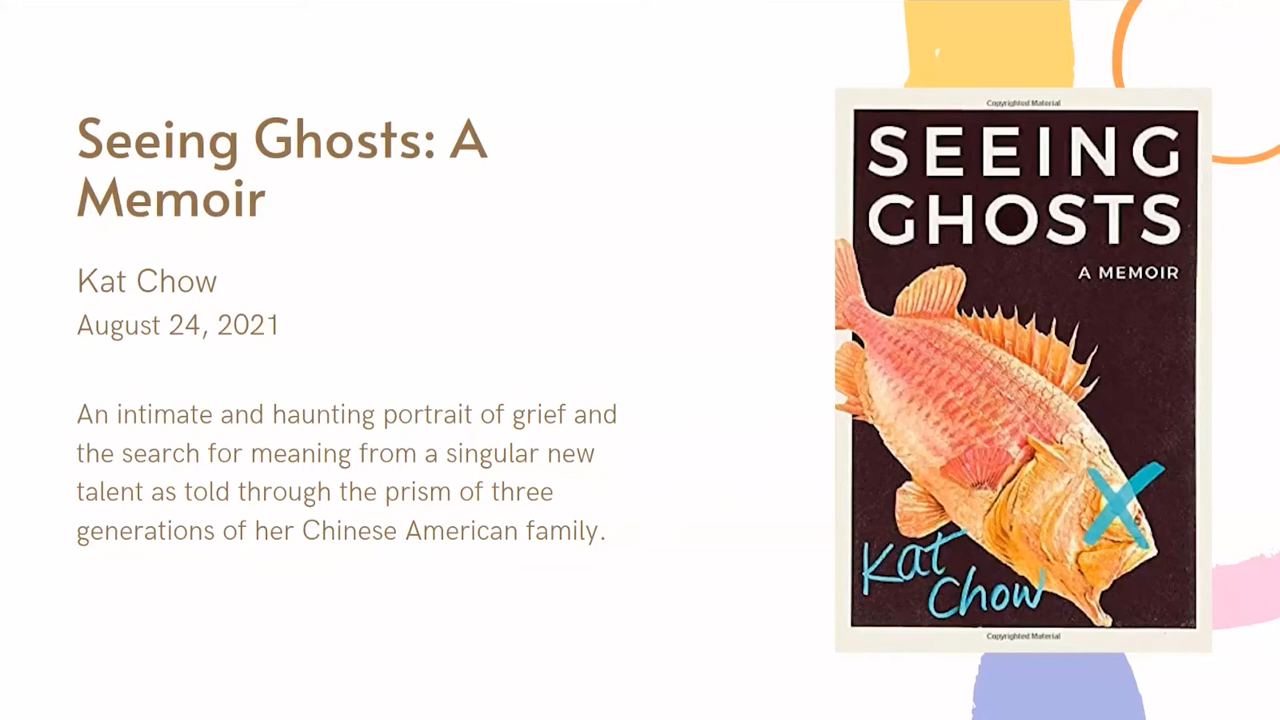 Seeing Ghosts: A
Memoir
Kat Chow
August 24, 2021
An intimate and haunting portrait of grief and
the search for meaning from a singular new
talent as told through the prism of three
generations of her Chinese American family.
Copyrighted Material
SEEING
GHOSTS
A MEMOIR
Kat
Chow
Copyrighted Material